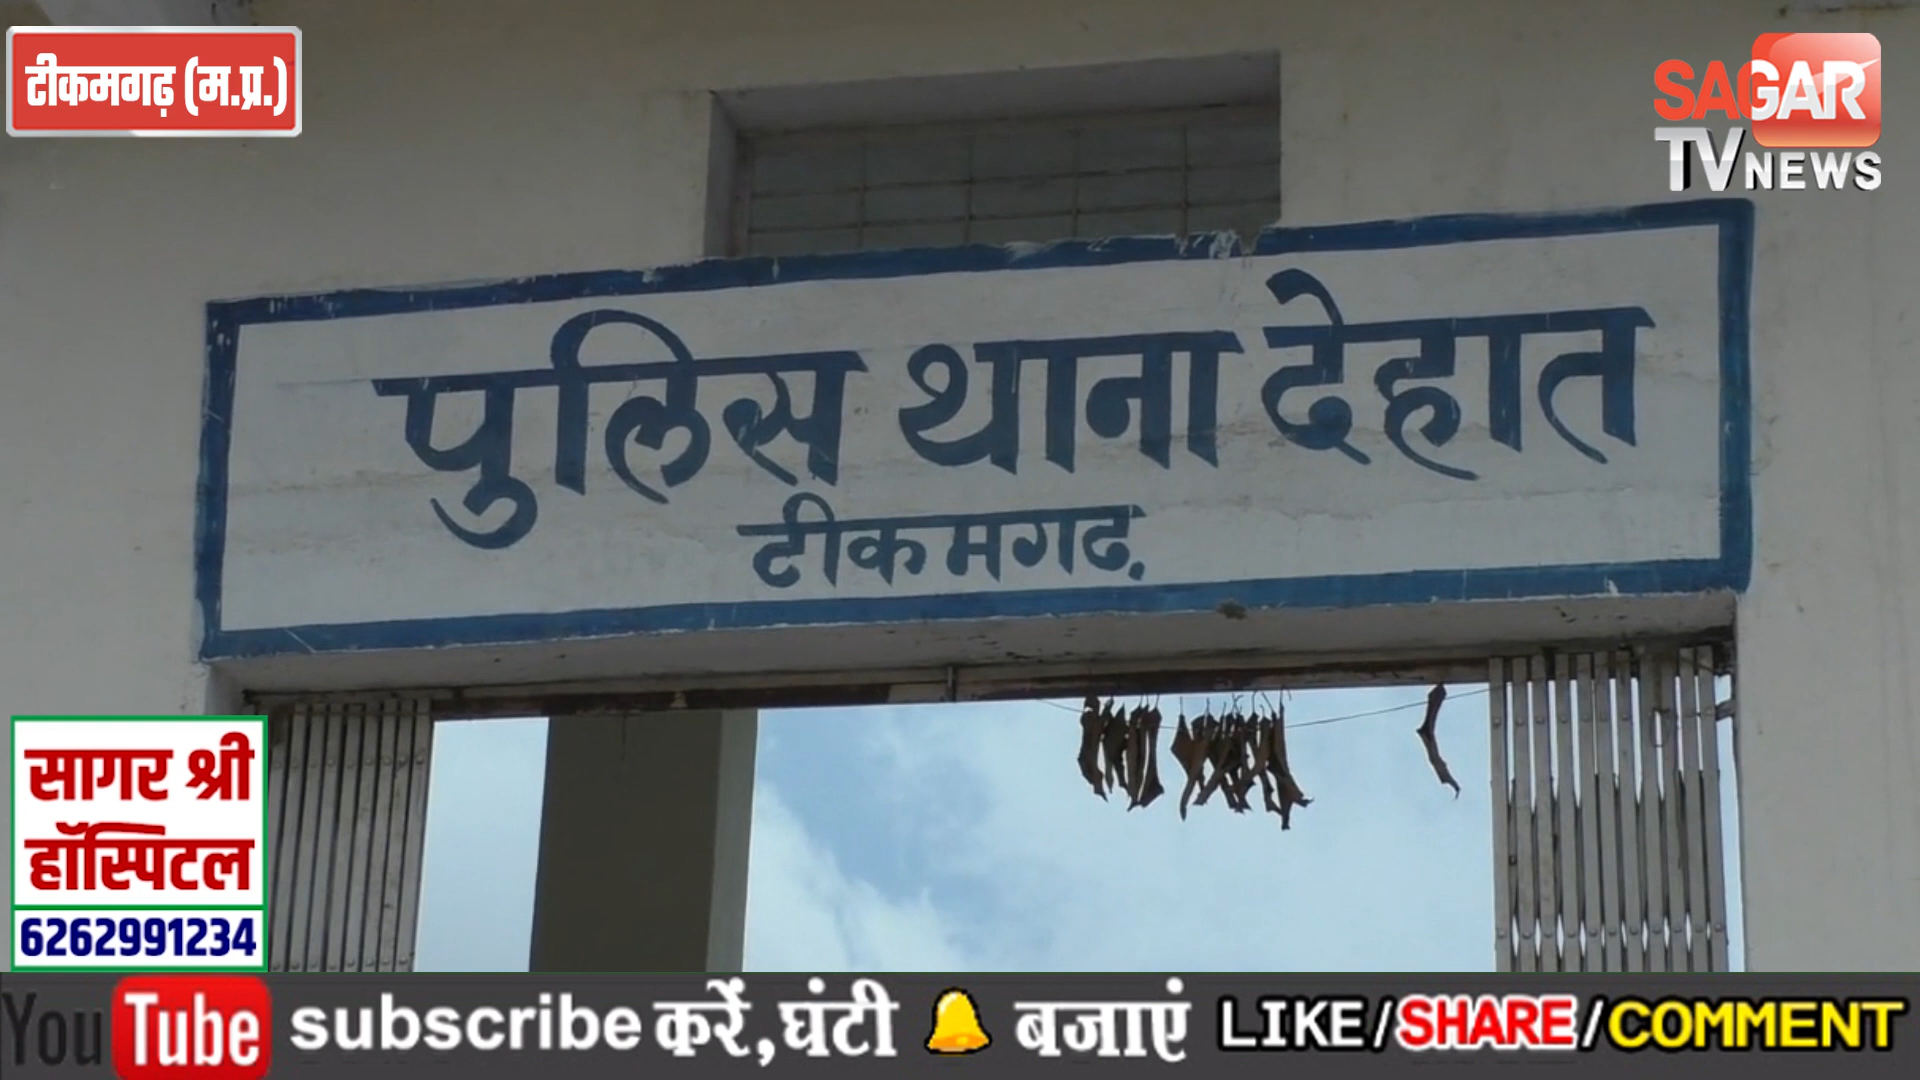 टीकमगढ़ (म.प्र.)
SAGAR
TV NEWS
पुलिस थाना देहात
टीकमगढ़
सागर श्री
हॉस्पिटल
6262991234
YouTube subscribe करें, घंटी बजाएं LIKE/SHARE/COMMENT